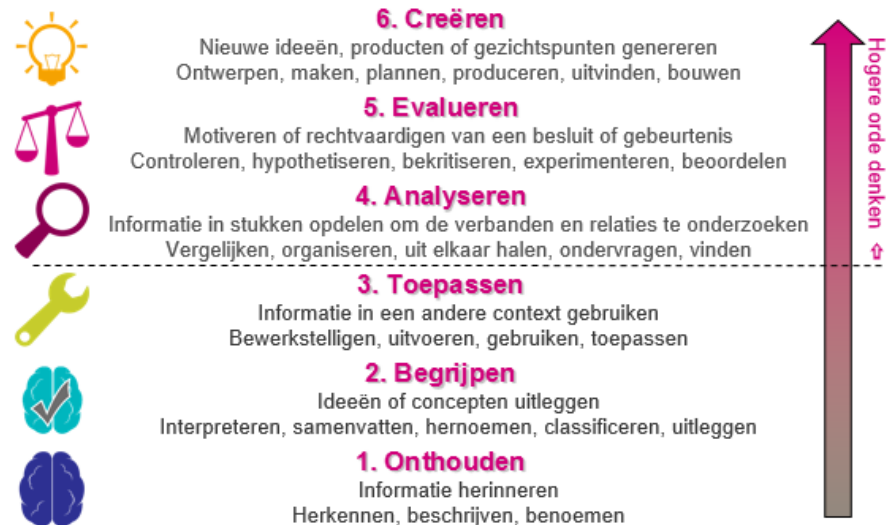 6. Creëren
Nieuwe ideeën, producten of gezichtspunten genereren
Ontwerpen, maken, plannen, produceren, uitvinden, bouwen
5. Evalueren
Motiveren of rechtvaardigen van een besluit of gebeurtenis
Controleren, hypothetiseren, bekritiseren, experimenteren, beoordelen
4. Analyseren
Informatie in stukken opdelen om de verbanden en relaties te onderzoeken
Vergelijken, organiseren, uit elkaar halen, ondervragen, vinden
3. Toepassen
Informatie in een andere context gebruiken
Bewerkstelligen, uitvoeren, gebruiken, toepassen
2. Begrijpen
Ideeën of concepten uitleggen
Interpreteren, samenvatten, hernoemen, classificeren, uitleggen
1. Onthouden
Informatie herinneren
Herkennen, beschrijven, benoemen
Hogere orde denken